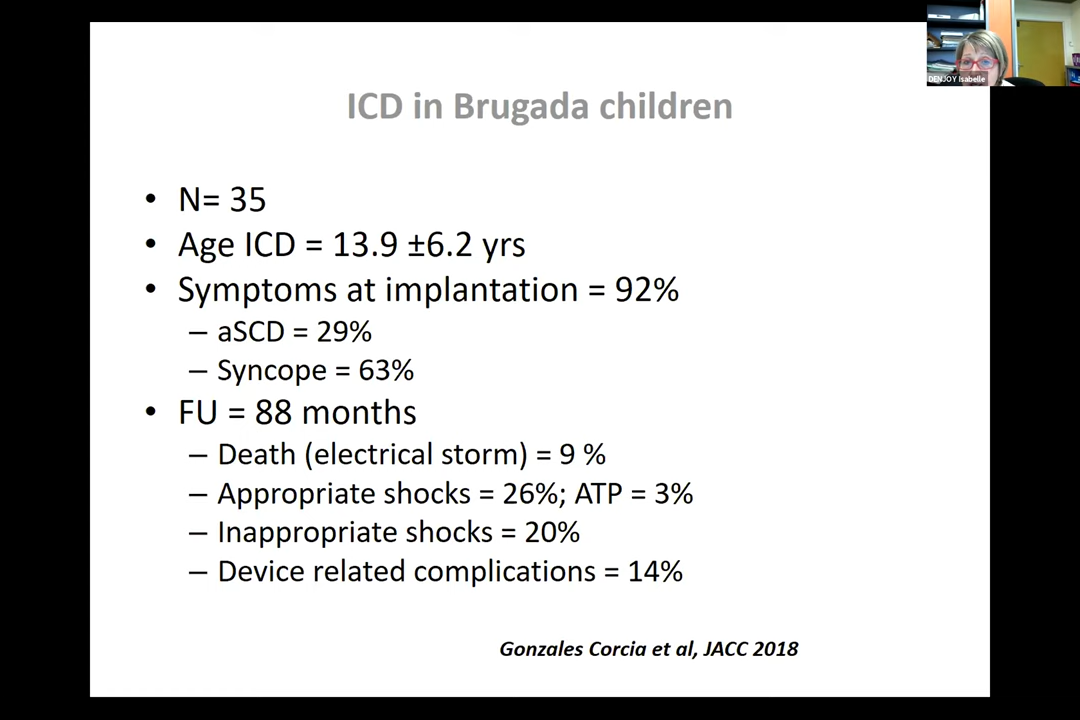 DENJOY Isabelle
ICD in Brugada children
• N= 35
• Age ICD = 13.9 ±6.2 yrs
• Symptoms at implantation = 92%
– aSCD = 29%
– Syncope = 63%
• FU = 88 months
– Death (electrical storm) = 9 %
– Appropriate shocks = 26%; ATP = 3%
– Inappropriate shocks = 20%
– Device related complications = 14%
Gonzales Corcia et al, JACC 2018